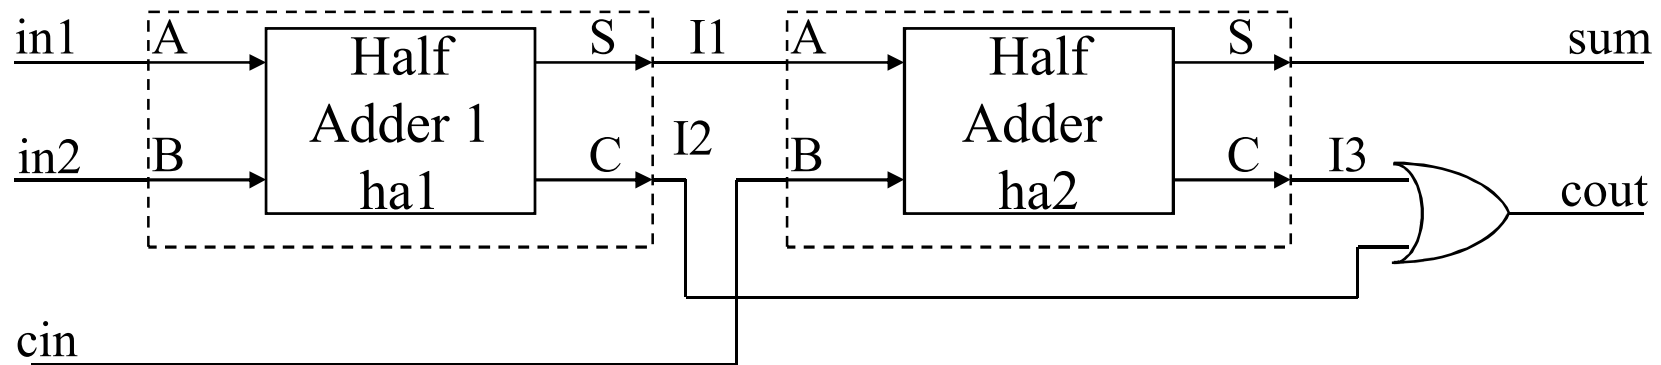 in1
A
Half
Adder 1
ha1
S
I1
A
Half
Adder
ha2
S
sum
in2
B
C
I2
B
C
I3
cout
cin